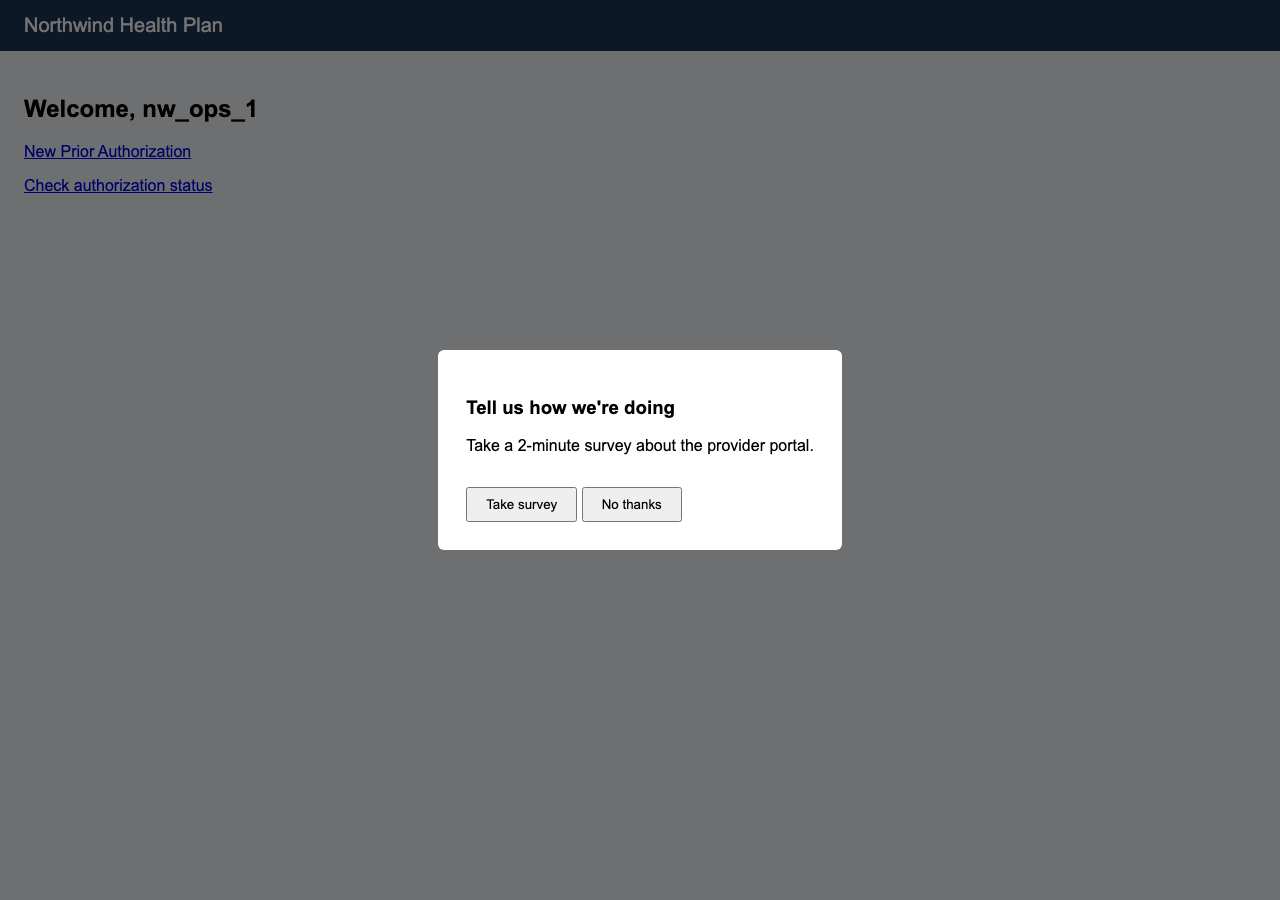 Northwind Health Plan
Welcome, nw_ops_1
New Prior Authorization
Check authorization status
Tell us how we're doing
Take a 2-minute survey about the provider portal.
Take survey No thanks